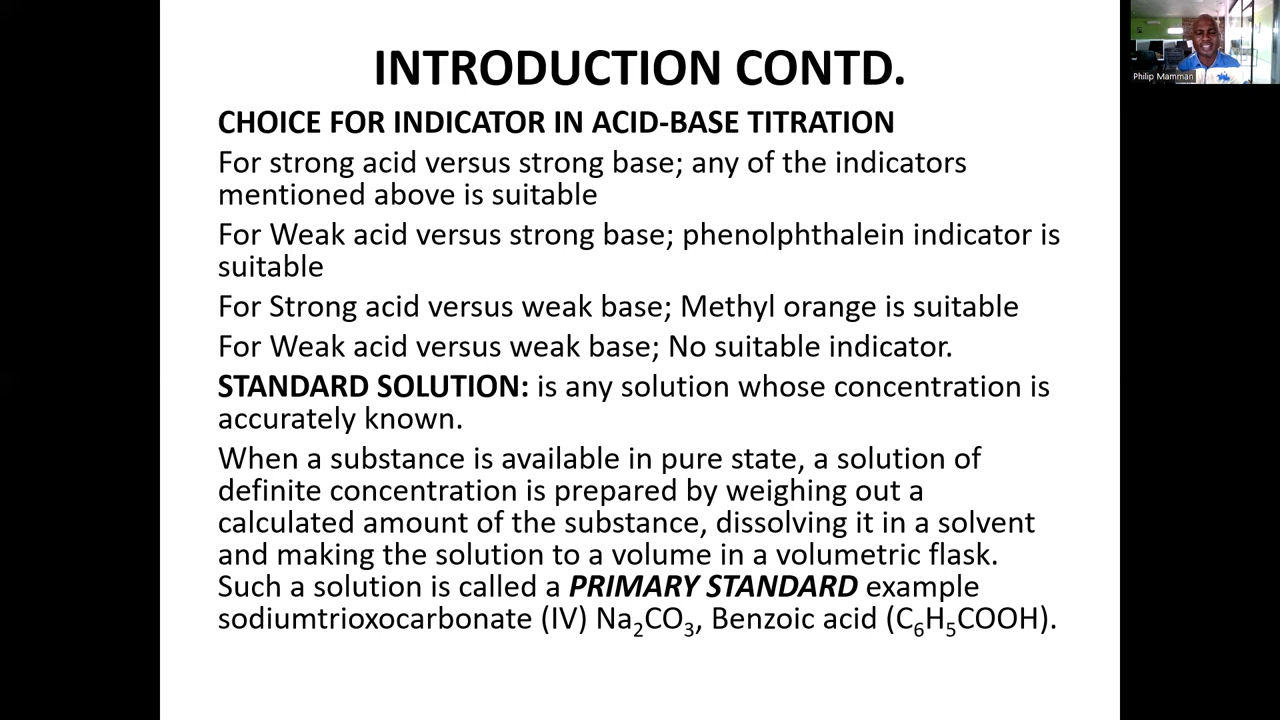 INTRODUCTION CONTD.
CHOICE FOR INDICATOR IN ACID-BASE TITRATION
For strong acid versus strong base; any of the indicators
mentioned above is suitable
For Weak acid versus strong base; phenolphthalein indicator is
suitable
For Strong acid versus weak base; Methyl orange is suitable
For Weak acid versus weak base; No suitable indicator.
STANDARD SOLUTION: is any solution whose concentration is
accurately known.
When a substance is available in pure state, a solution of
definite concentration is prepared by weighing out a
calculated amount of the substance, dissolving it in a solvent
and making the solution to a volume in a volumetric flask.
Such a solution is called a PRIMARY STANDARD example
sodiumtrioxocarbonate (IV) Na₂CO₃, Benzoic acid (C₆H₅COOH).
Philip Mamman